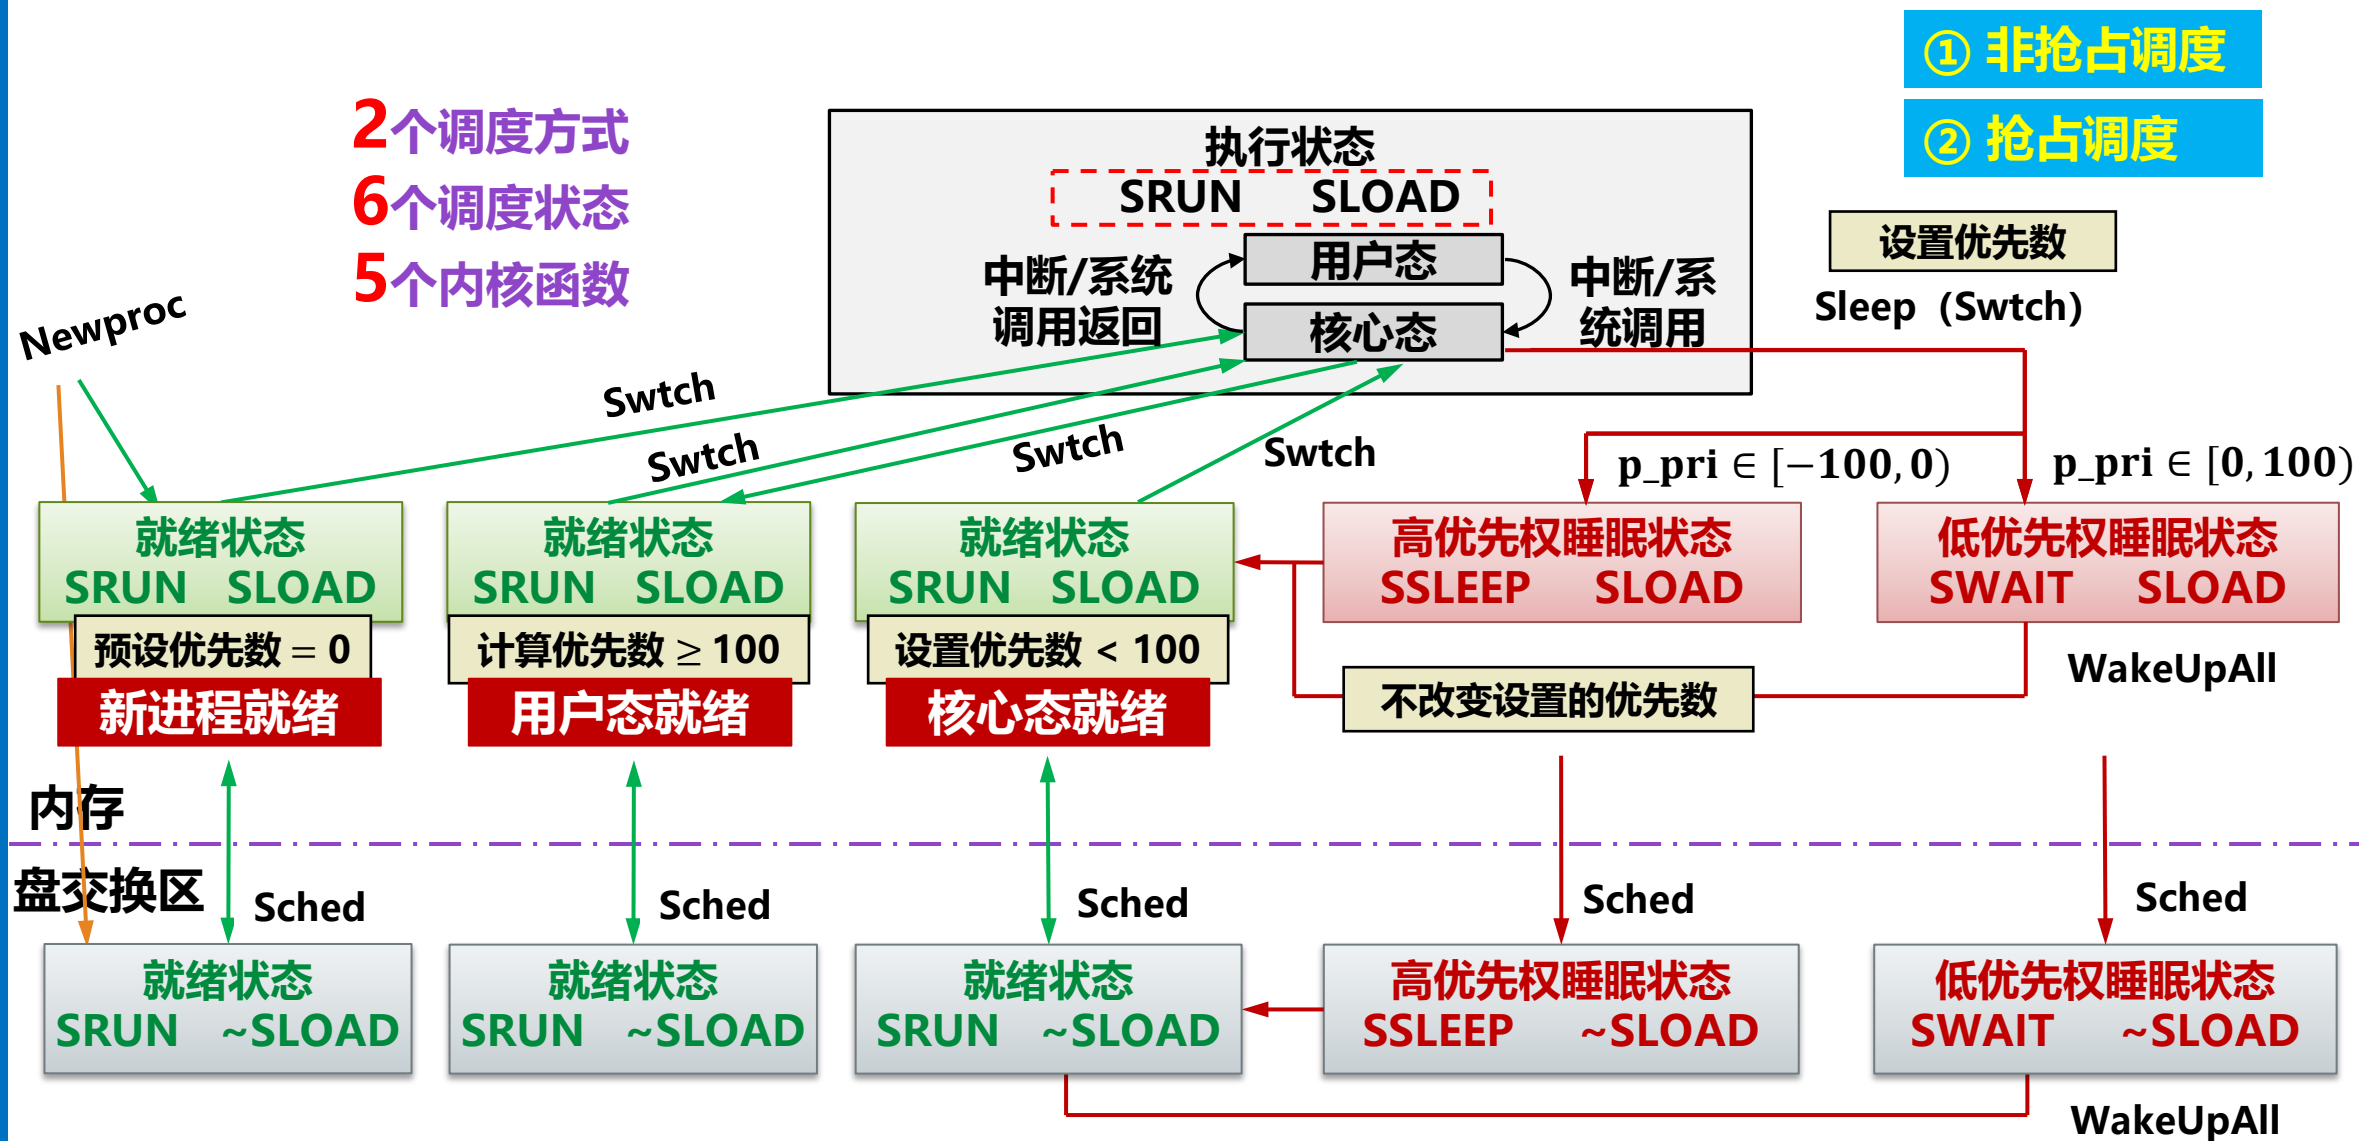 ① 非抢占调度
② 抢占调度
2个调度方式
6个调度状态
5个内核函数
执行状态
SRUN SLOAD
用户态
核心态
中断/系统
调用返回
中断/系
统调用
设置优先数
Sleep（Swtch）
Newproc
Swtch
Swtch
Swtch
Swtch
p_pri ∈ [−100,0)
p_pri ∈ [0,100)
就绪状态
SRUN SLOAD
预设优先数 = 0
新进程就绪
就绪状态
SRUN SLOAD
计算优先数 ≥ 100
用户态就绪
就绪状态
SRUN SLOAD
设置优先数 < 100
核心态就绪
高优先权睡眠状态
SSLEEP SLOAD
低优先权睡眠状态
SWAIT SLOAD
WakeUpAll
不改变设置的优先数
内存
盘交换区
Sched
Sched
Sched
Sched
Sched
就绪状态
SRUN ~SLOAD
就绪状态
SRUN ~SLOAD
就绪状态
SRUN ~SLOAD
高优先权睡眠状态
SSLEEP ~SLOAD
低优先权睡眠状态
SWAIT ~SLOAD
WakeUpAll